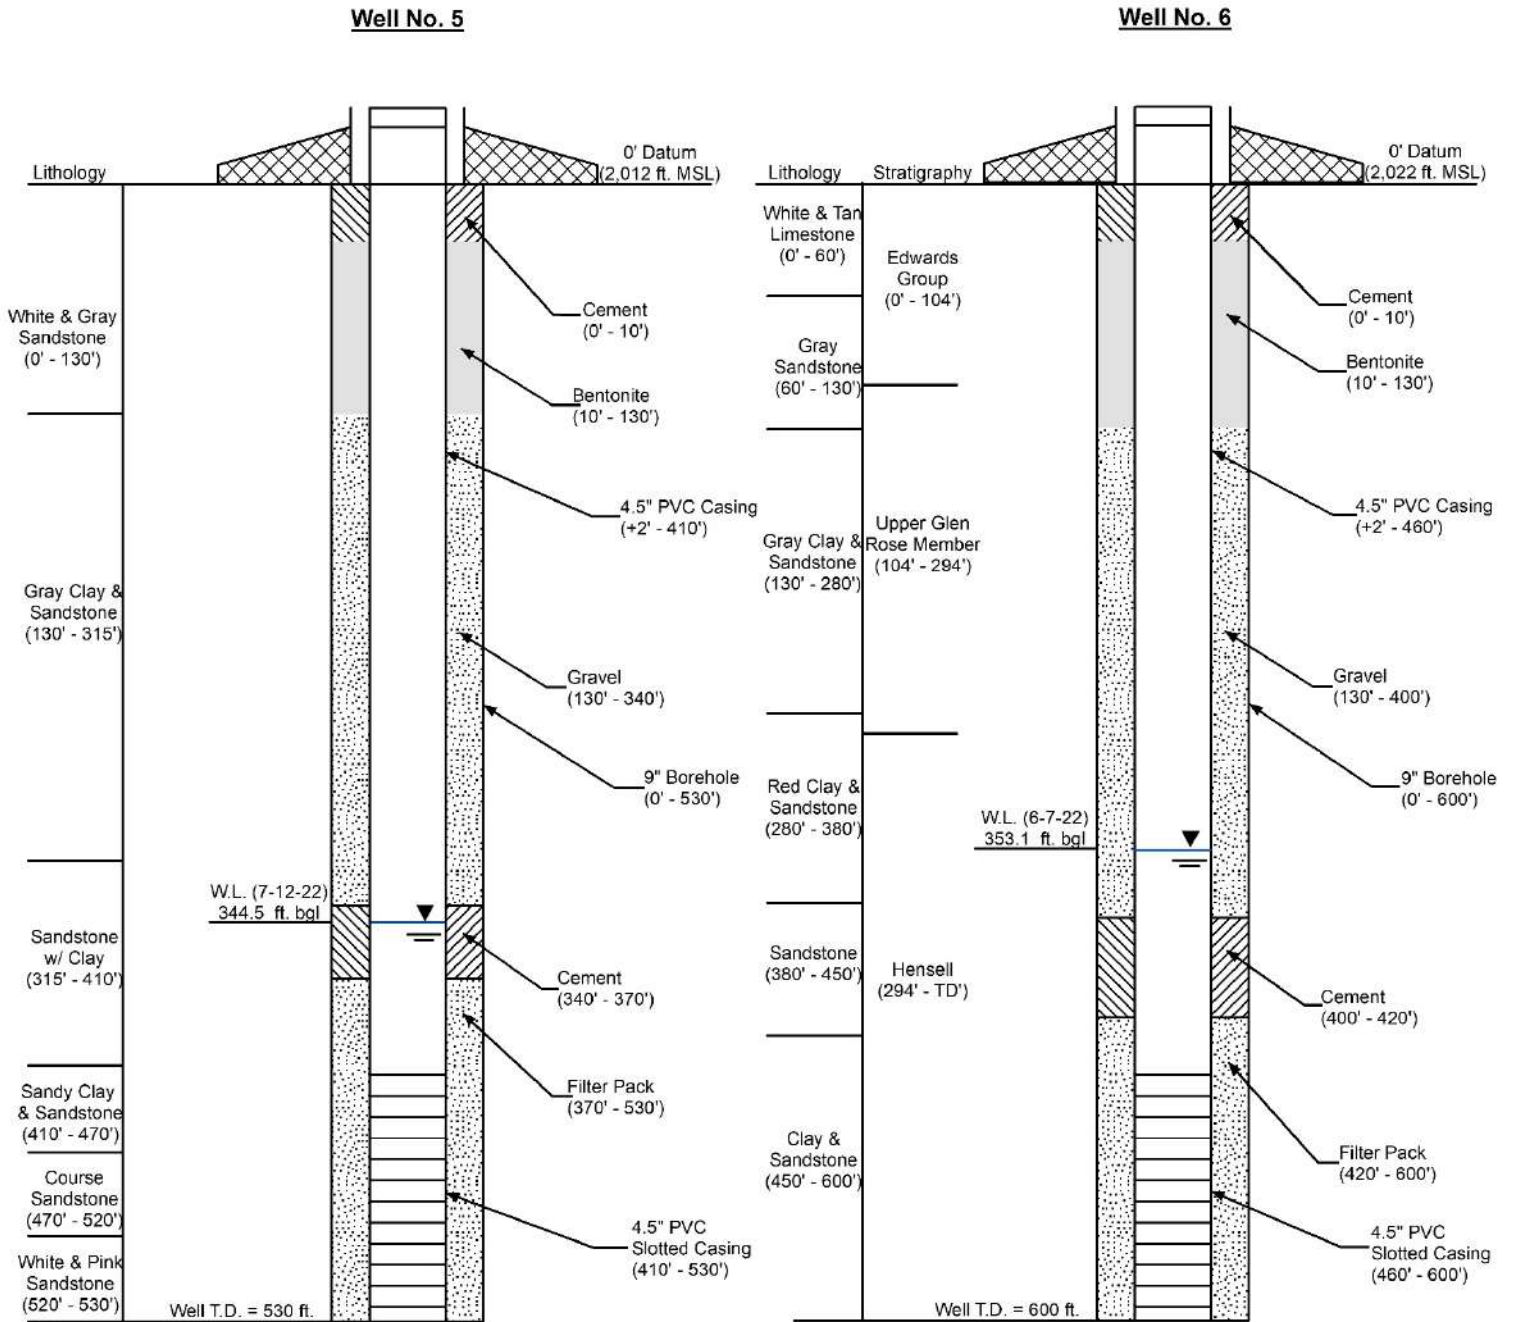 Well No. 5
0' Datum
(2,012 ft. MSL)
Lithology
White & Gray
Sandstone
(0' - 130')
Gray Clay &
Sandstone
(130' - 315')
Sandstone
w/ Clay
(315' - 410')
Sandy Clay
& Sandstone
(410' - 470')
Course
Sandstone
(470' - 520')
White & Pink
Sandstone
(520' - 530')
W.L. (7-12-22)
344.5 ft. bgl
Well T.D. = 530 ft.
Cement
(0' - 10')
Bentonite
(10' - 130')
4.5" PVC Casing
(+2' - 410')
Gravel
(130' - 340')
9" Borehole
(0' - 530')
Cement
(340' - 370')
Filter Pack
(370' - 530')
4.5" PVC
Slotted Casing
(410' - 530')
Well No. 6
0' Datum
(2,022 ft. MSL)
Lithology
Stratigraphy
White & Tan
Limestone
(0' - 60')
Gray
Sandstone
(60' - 130')
Gray Clay &
Sandstone
(130' - 280')
Red Clay &
Sandstone
(280' - 380')
Sandstone
(380' - 450')
Clay &
Sandstone
(450' - 600')
Edwards
Group
(0' - 104')
Upper Glen
Rose Member
(104' - 294')
Hensell
(294' - TD')
W.L. (6-7-22)
353.1 ft. bgl
Well T.D. = 600 ft.
Cement
(0' - 10')
Bentonite
(10' - 130')
4.5" PVC Casing
(+2' - 460')
Gravel
(130' - 400')
9" Borehole
(0' - 600')
Cement
(400' - 420')
Filter Pack
(420' - 600')
4.5" PVC
Slotted Casing
(460' - 600')